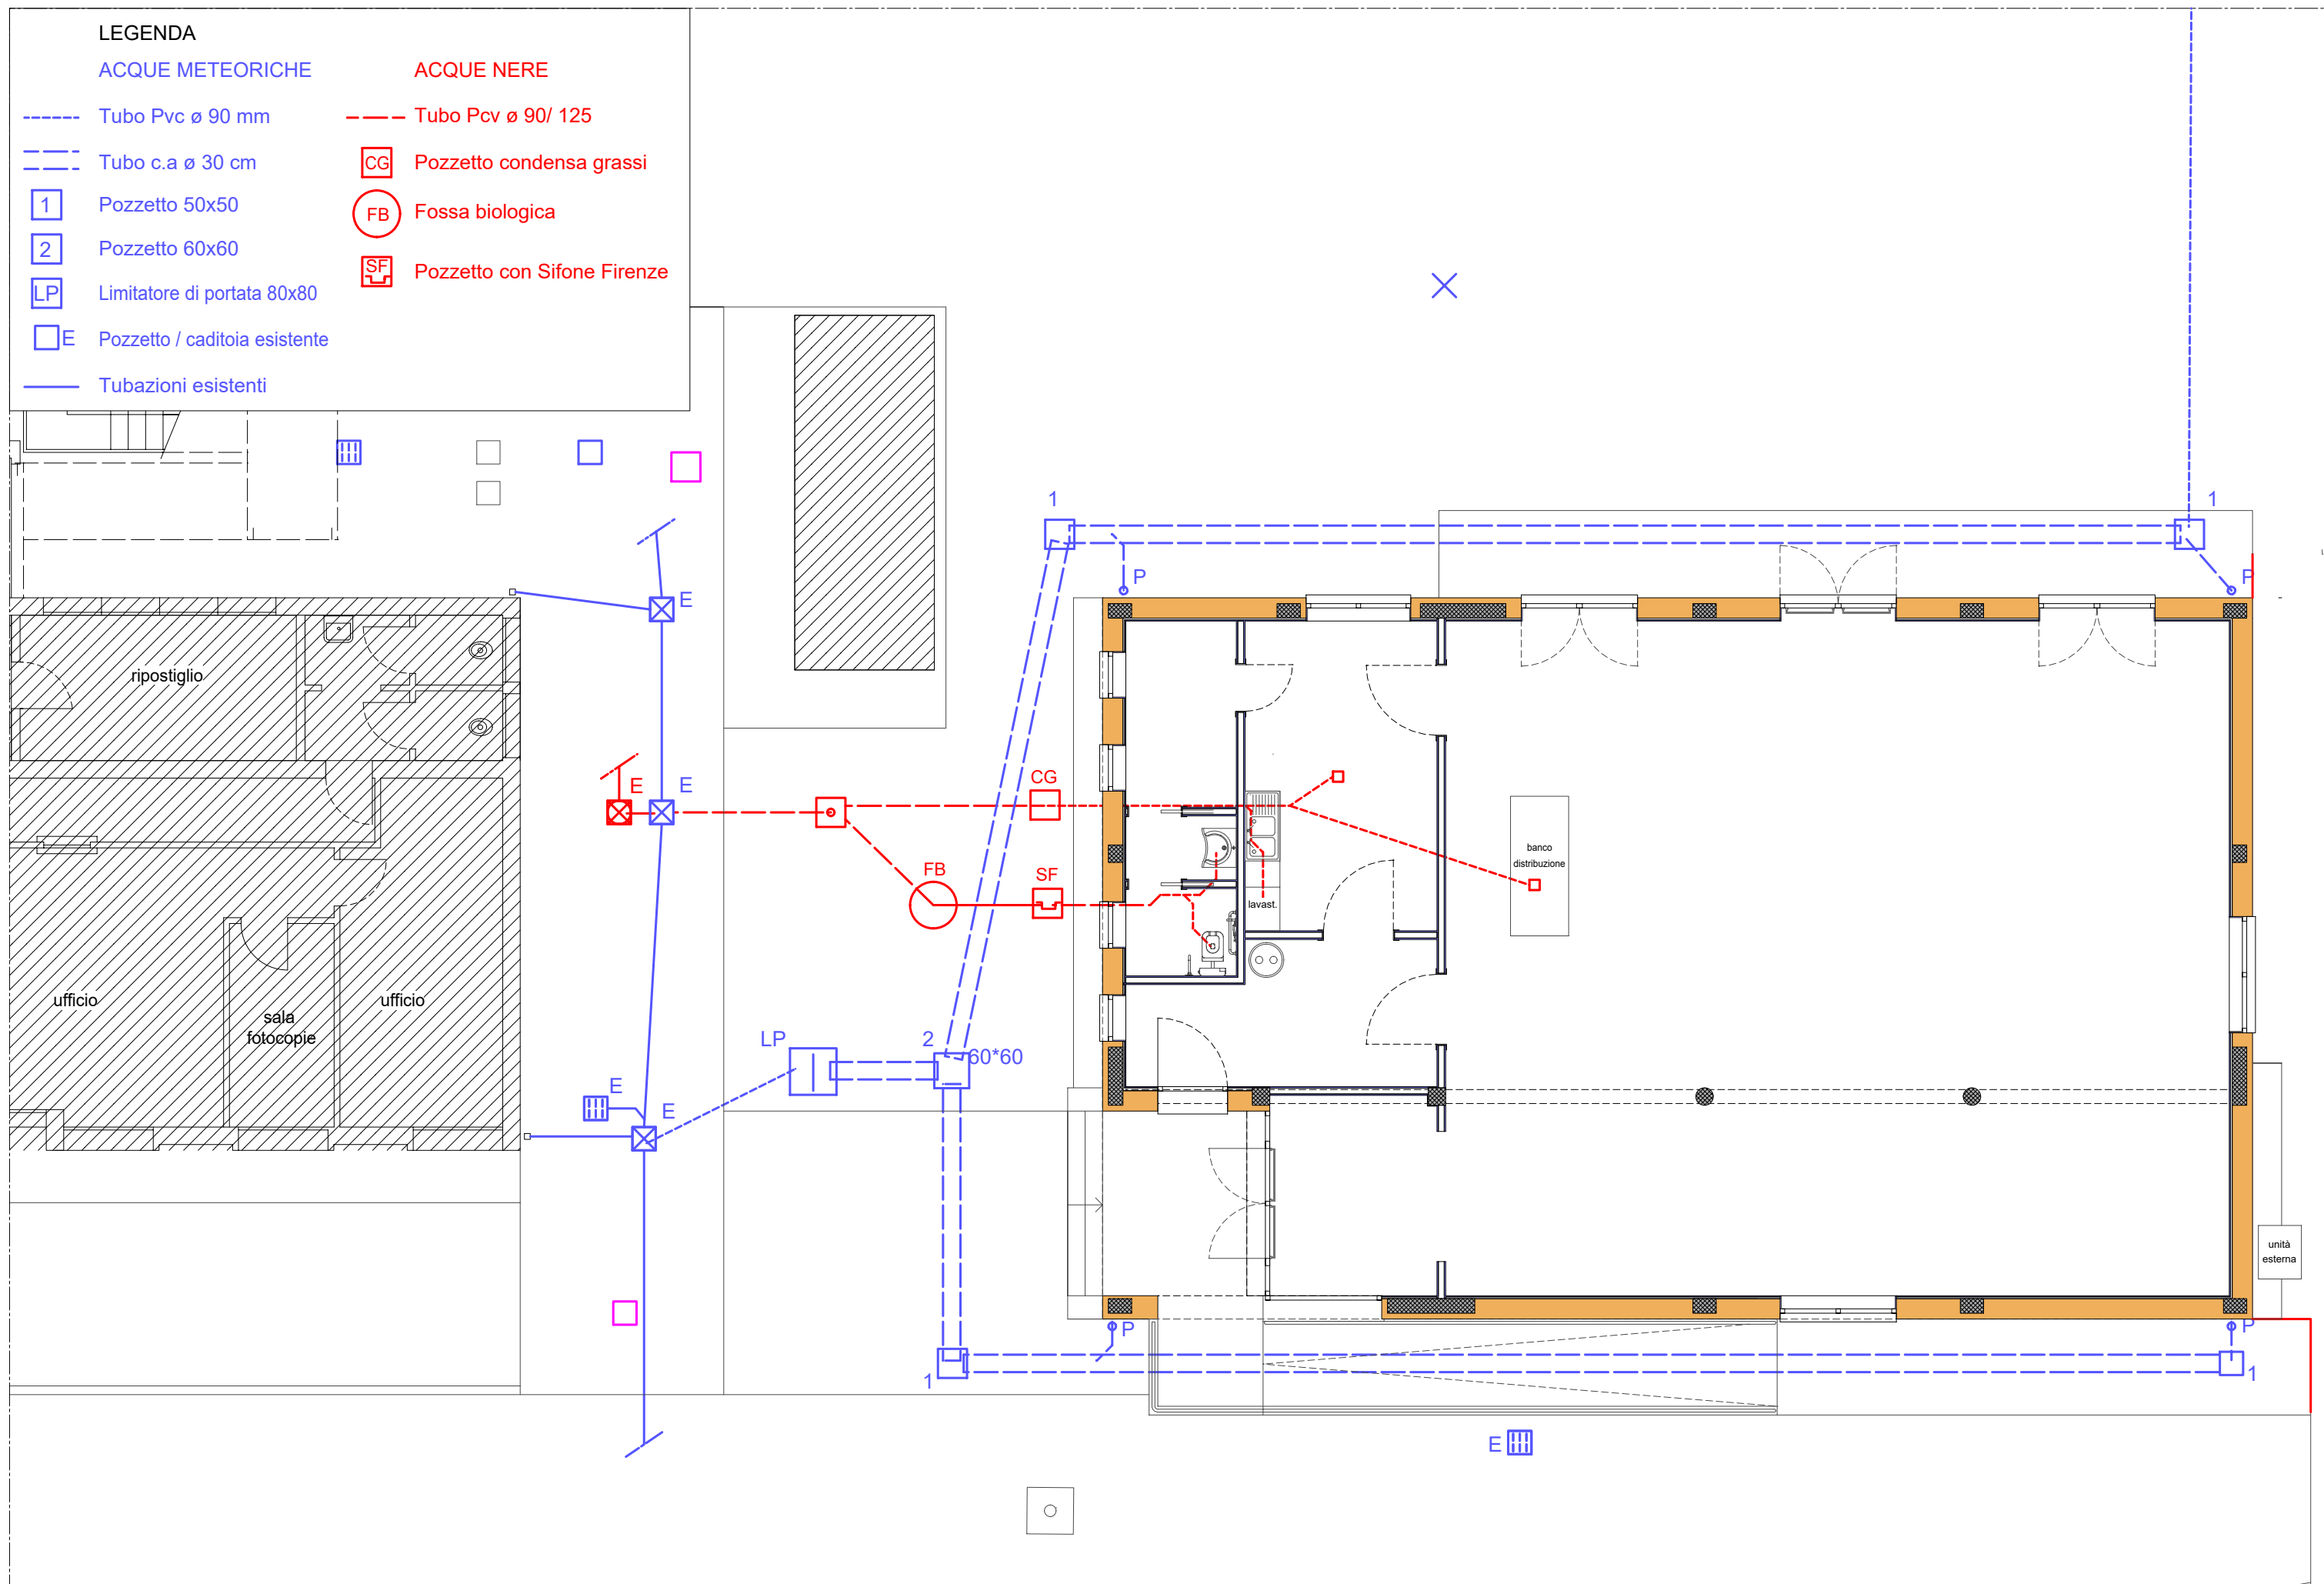 LEGENDA
ACQUE METEORICHE
ACQUE NERE
Tubo Pvc ø 90 mm
Tubo Pcv ø 90/ 125
Tubo c.a ø 30 cm
CG
Pozzetto condensa grassi
1
Pozzetto 50x50
FB
Fossa biologica
2
Pozzetto 60x60
SF
Pozzetto con Sifone Firenze
LP
Limitatore di portata 80x80
E
Pozzetto / caditoia esistente
Tubazioni esistenti
1
1
P
P
E
ripostiglio
E
E
CG
banco
distribuzione
FB
SF
lavast.
ufficio
ufficio
sala
fotocopie
LP
2
60*60
E
E
unità
esterna
P
P
1
1
E